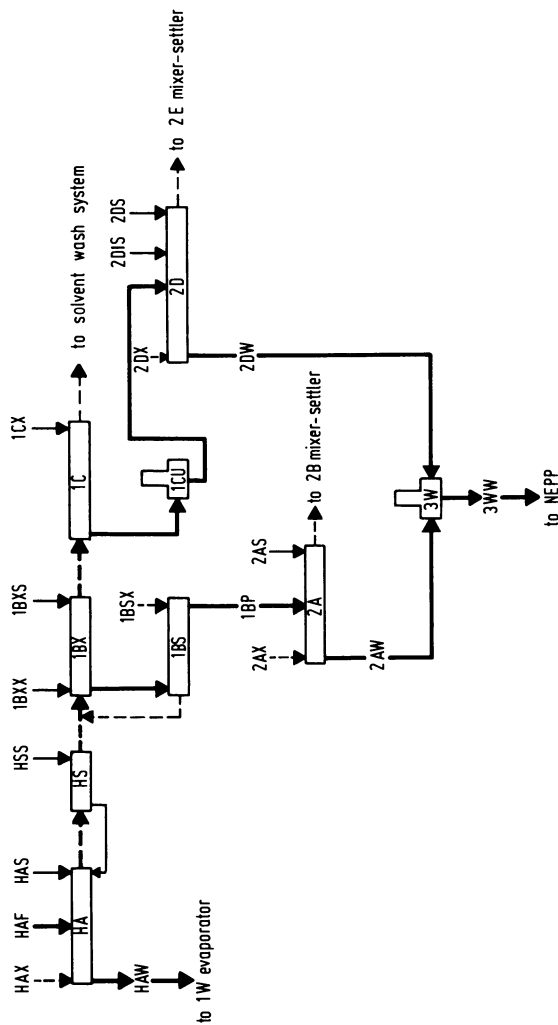 HAX
HAF
HAS
HSS
1BXX
1BXS
1CX
HA
HS
1BX
1C
to solvent wash system
HAW
to 1W evaporator
1BS
1BSX
1CU
2DX
2DIS
2DS
2D
to 2E mixer-settler
1BP
2DW
2AX
2AS
2A
to 2B mixer-settler
2AW
3W
3WW
to NEPP